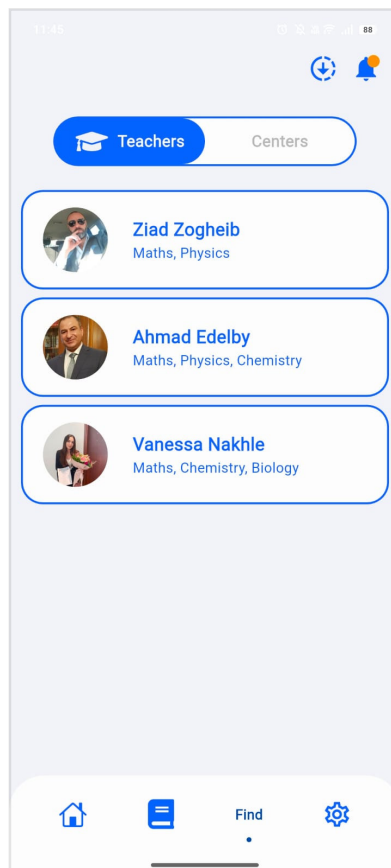 11:45
88
Teachers
Centers
Ziad Zogheib
Maths, Physics
Ahmad Edelby
Maths, Physics, Chemistry
Vanessa Nakhle
Maths, Chemistry, Biology
Find